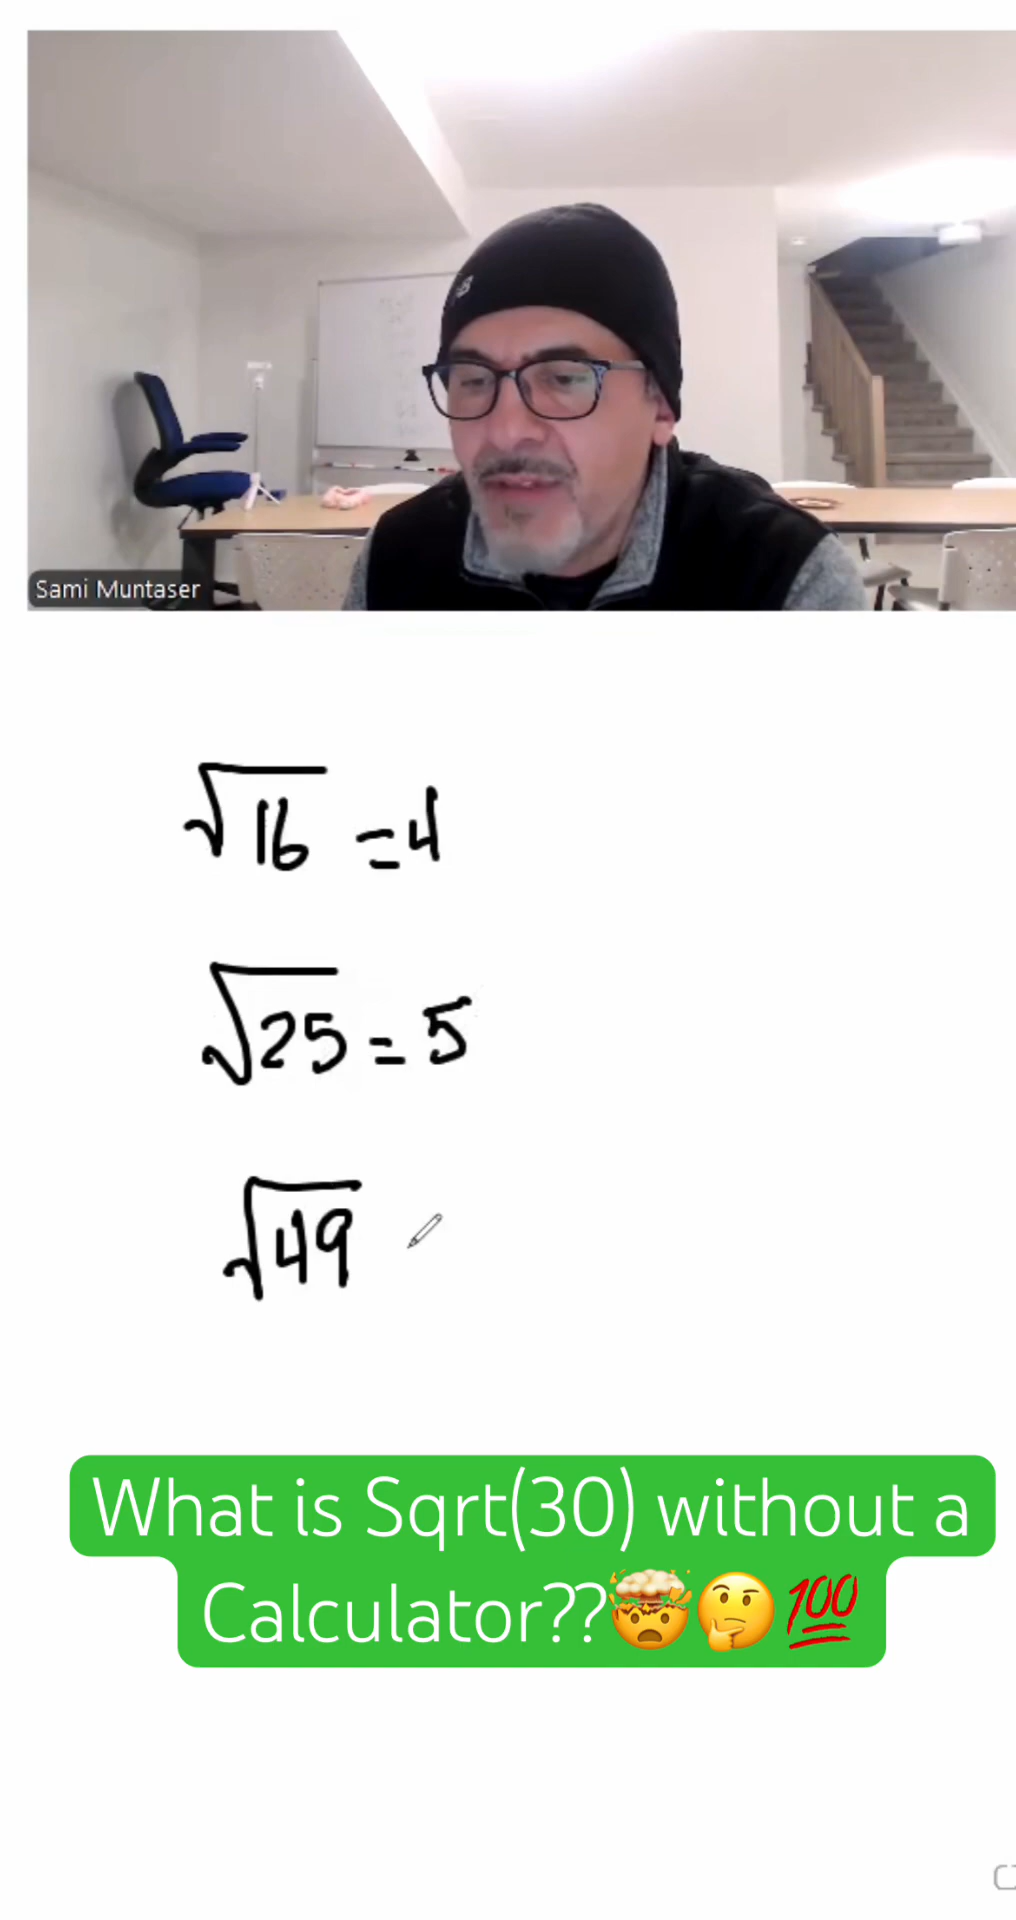 Sami Muntaser
√16 = 4
√25 = 5
√49
What is Sqrt(30) without a
Calculator??🤯🤔💯